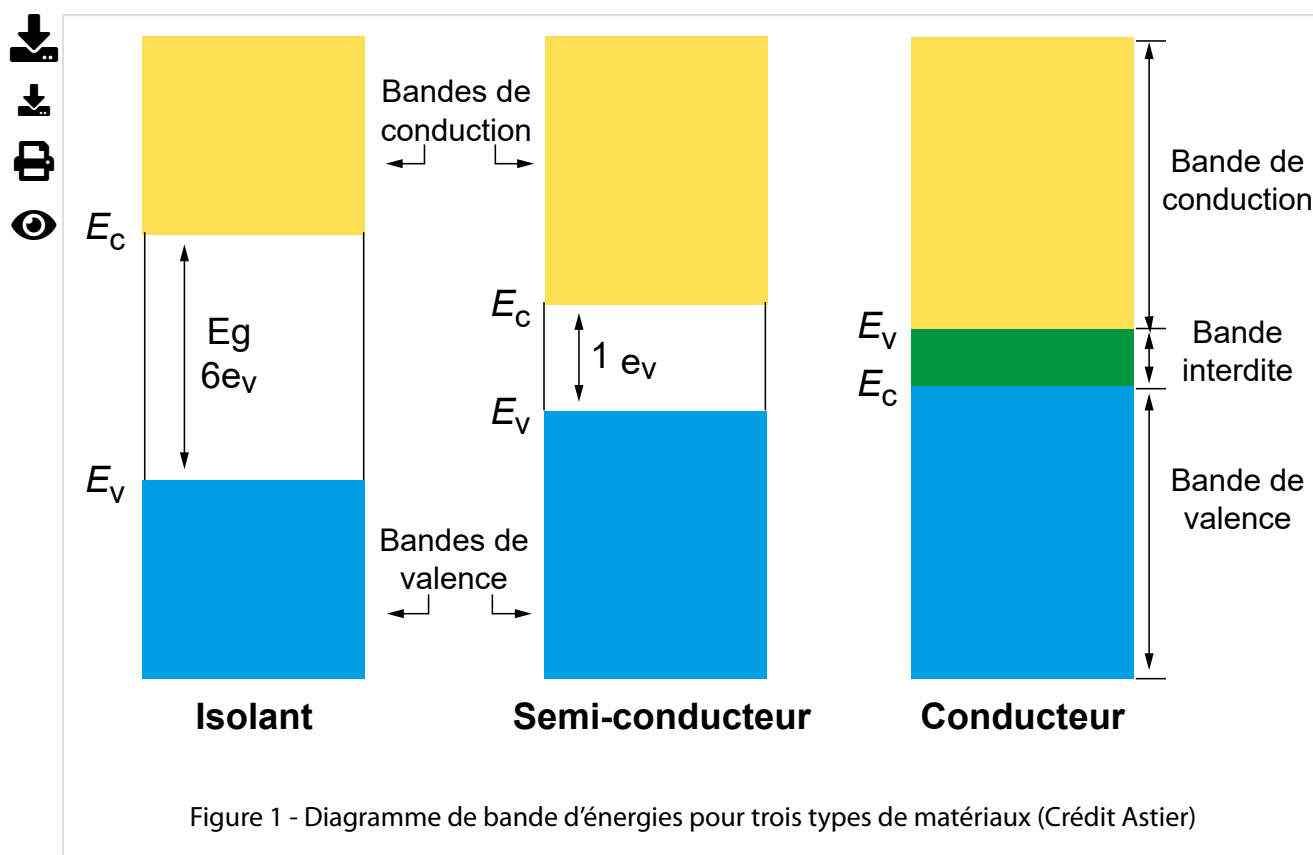 Bandes de
conduction
Ec
Eg
6ev
Ev
Bandes de
valence
Isolant
Ec
1 ev
Ev
Semi-conducteur
Bande de
conduction
Ev
Bande
interdite
Ec
Bande de
valence
Conducteur
Figure 1 - Diagramme de bande d’énergies pour trois types de matériaux (Crédit Astier)